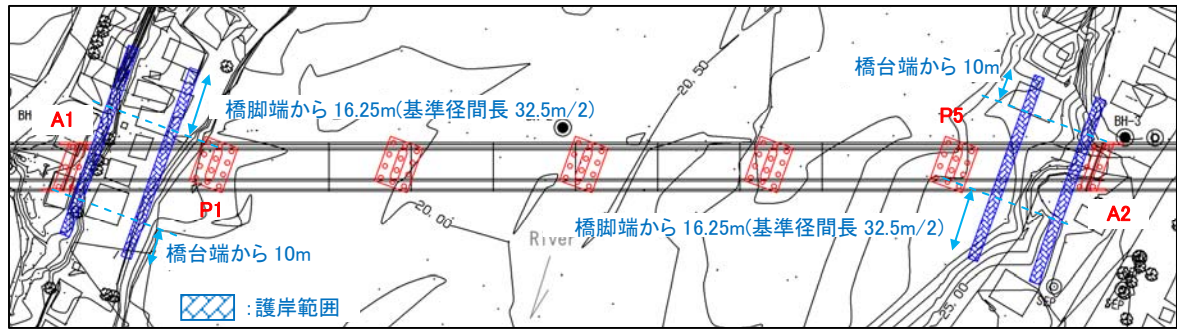 BH
A1
橋脚端から 16.25m(基準径間長 32.5m/2)
20.50
橋台端から 10m
P5
BH-3
P1
20.00
橋台端から 10m
River
橋脚端から 16.25m(基準径間長 32.5m/2)
A2
25.00
SEP
SEP
:護岸範囲